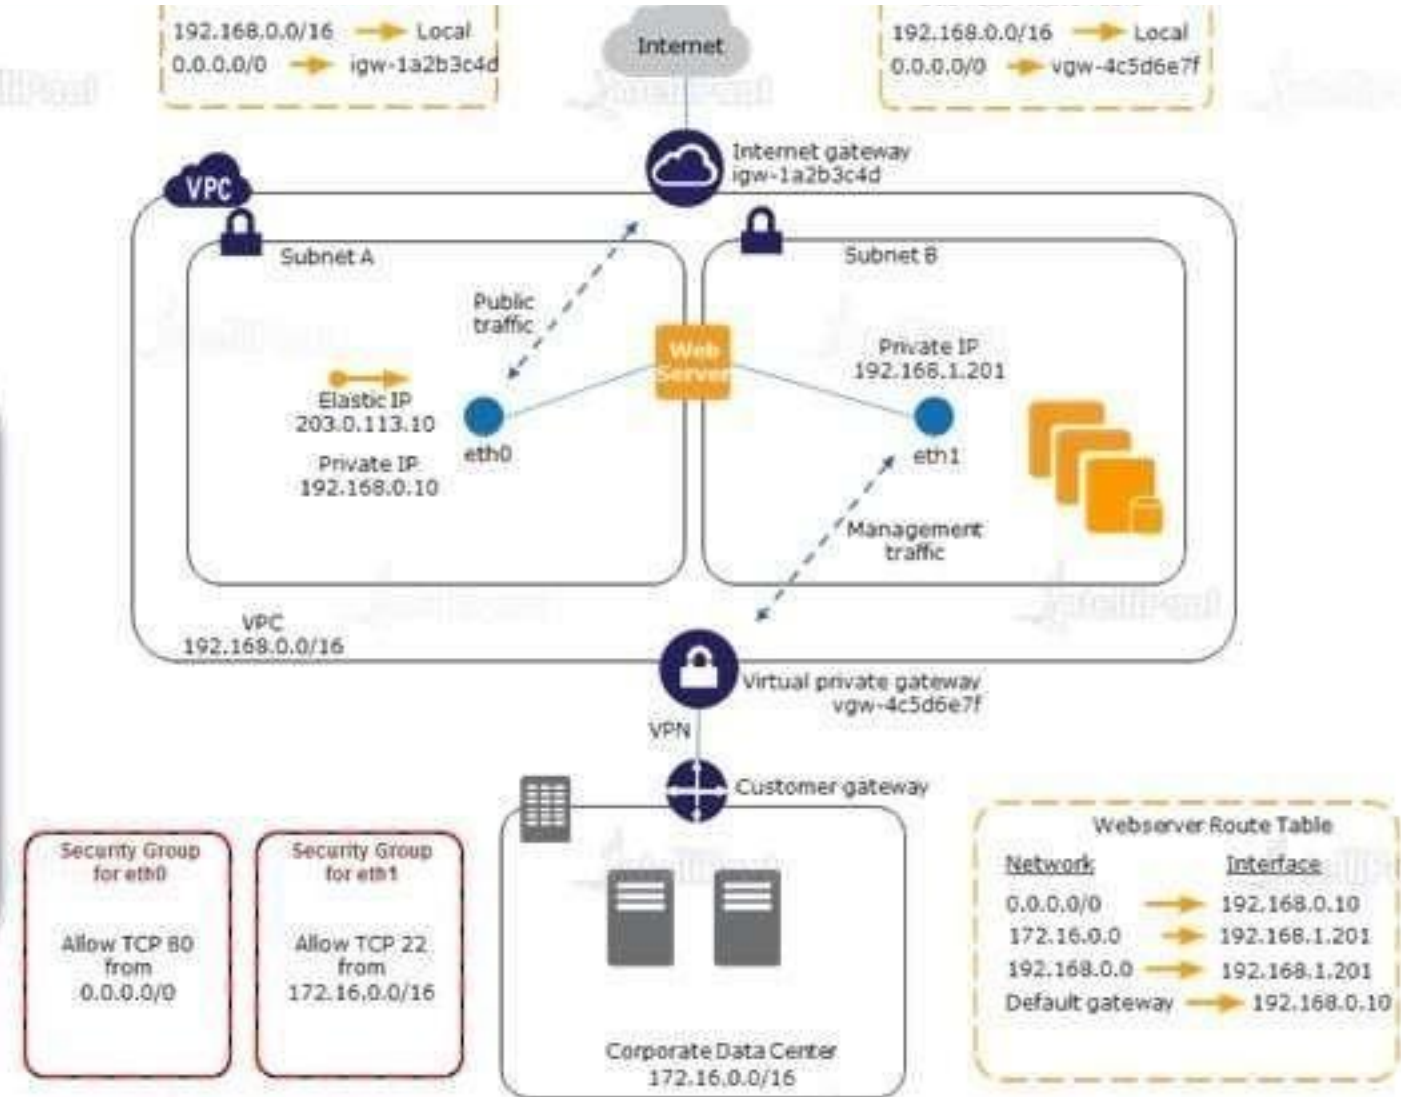 192.168.0.0/16 Local
0.0.0.0/0 igw-1a2b3c4d
Internet
192.168.0.0/16 Local
0.0.0.0/0 vgw-4c5d6e7f
Internet gateway
igw-1a2b3c4d
VPC
Subnet A
Subnet B
Public
traffic
Web
Server
Private IP
192.168.1.201
Elastic IP
203.0.113.10
eth0
eth1
Private IP
192.168.0.10
Management
traffic
VPC
192.168.0.0/16
Virtual private gateway
vgw-4c5d6e7f
VPN
Customer gateway
Security Group
for eth0
Allow TCP 80
from
0.0.0.0/0
Security Group
for eth1
Allow TCP 22
from
172.16.0.0/16
Corporate Data Center
172.16.0.0/16
Webserver Route Table
Network Interface
0.0.0.0/0 192.168.0.10
172.16.0.0 192.168.1.201
192.168.0.0 192.168.1.201
Default gateway 192.168.0.10